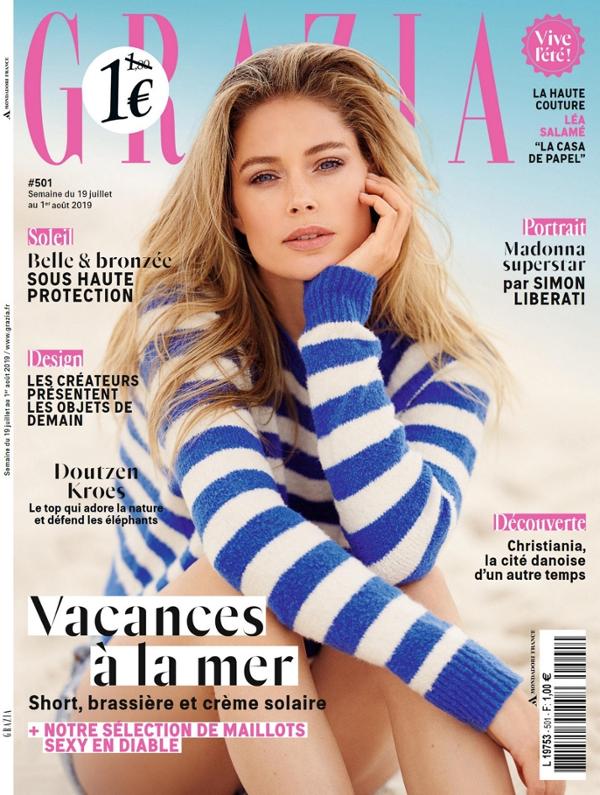 GRAZIA
1,80
1€
Vive
l'été !
LA HAUTE
COUTURE
LÉA
SALAMÉ
"LA CASA
DE PAPEL"
MONDADORI FRANCE
#501
Semaine du 19 juillet
au 1er août 2019
Soleil
Belle & bronzée
SOUS HAUTE
PROTECTION
Portrait
Madonna
superstar
par SIMON
LIBERATI
Design
LES CRÉATEURS
PRÉSENTENT
LES OBJETS DE
DEMAIN
Semaine du 19 juillet au 1er août 2019 / www.grazia.fr
Doutzen
Kroes
Le top qui adore la nature
et défend les éléphants
Découverte
Christiania,
la cité danoise
d'un autre temps
Vacances
à la mer
Short, brassière et crème solaire
+ NOTRE SÉLECTION DE MAILLOTS
SEXY EN DIABLE
GRAZIA
MONDADORI FRANCE
L 19753 - 501 - F: 1,00 €